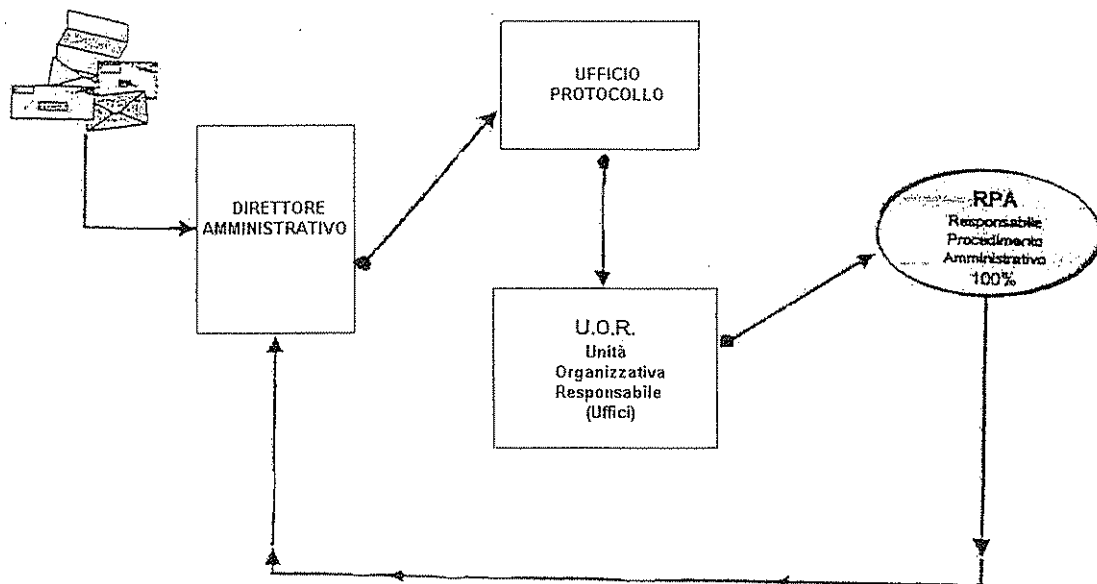 UFFICIO
PROTOCOLLO
DIRETTORE
AMMINISTRATIVO
RPA
Responsabile
Procedimento
Amministrativo
100%
U.O.R.
Unità
Organizzativa
Responsabile
(Uffici)